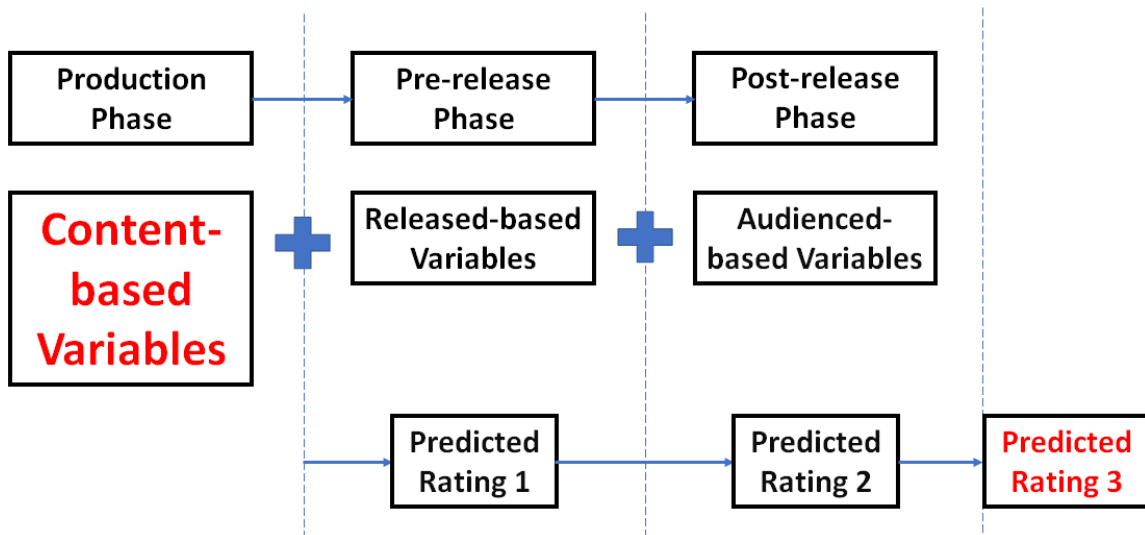 Production
Phase
Pre-release
Phase
Post-release
Phase
Content-
based
Variables
Released-based
Variables
Audienced-
based Variables
Predicted
Rating 1
Predicted
Rating 2
Predicted
Rating 3